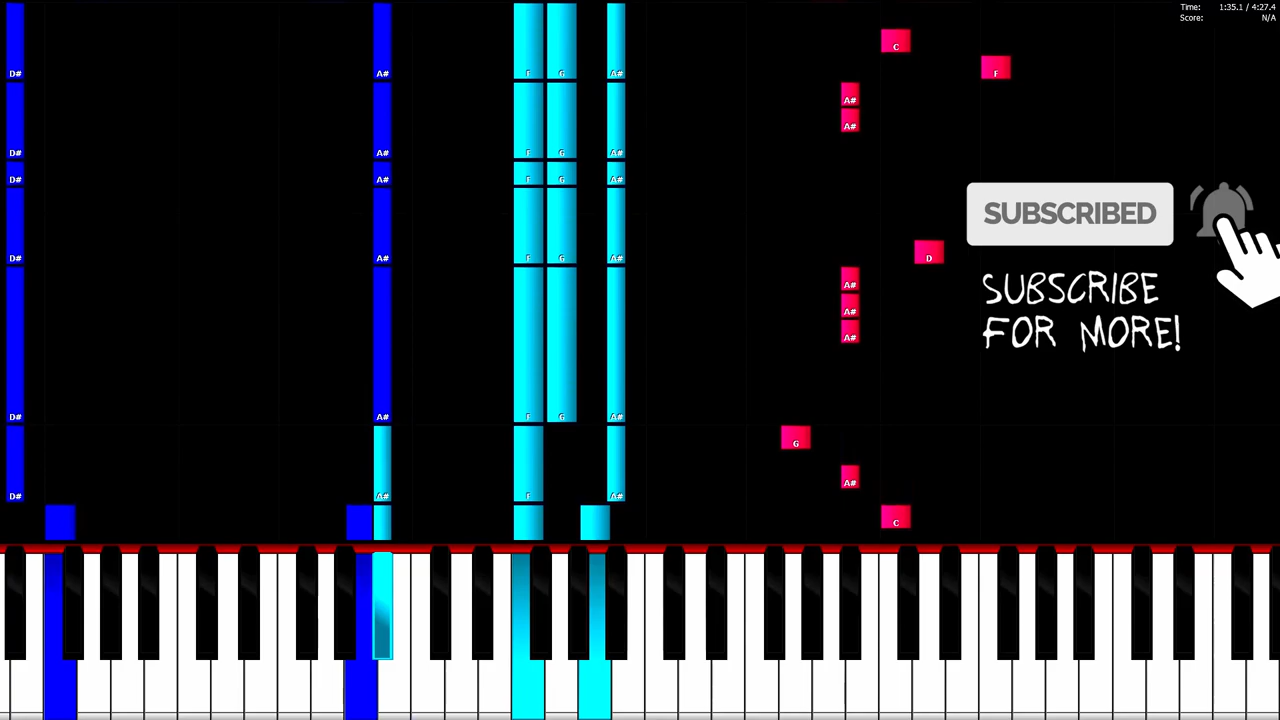 Time: 1:35.1 / 4:27.4
Score: N/A
C
D# A# F G A# F
A#
A#
D# A# F G A#
D# A# F G A#
SUBSCRIBED
D# A# F G A# D
A#
SUBSCRIBE
A#
FOR MORE!
A#
D# A# F G A#
G
A#
D# A# F A#
C